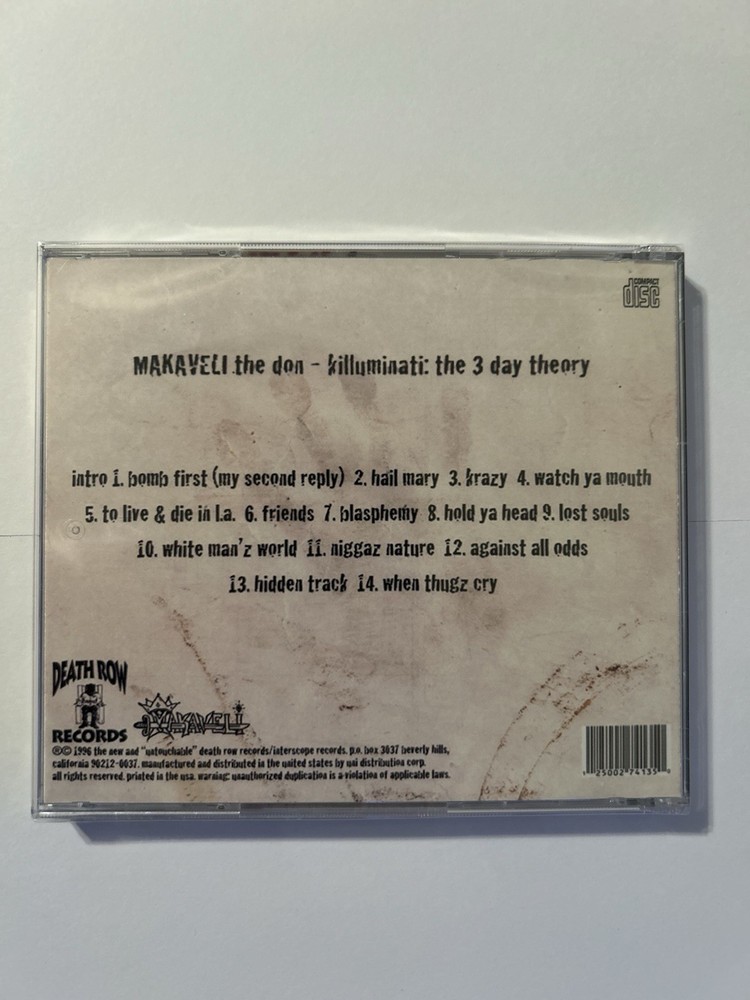 COMPACT
disc
MAKAVELI the don - killuminati: the 3 day theory
intro 1. bomb first (my second reply) 2. hail mary 3. krazy 4. watch ya mouth
5. to live & die in l.a. 6. friends 7. blasphemy 8. hold ya head 9. lost souls
10. white man'z world 11. niggaz nature 12. against all odds
13. hidden track 14. when thugz cry
DEATH ROW
RECORDS
MAKAVELI
℗© 1996 the new and "untouchable" death row records/interscope records. p.o. box 3037 beverly hills,
california 90212-0037. manufactured and distributed in the united states by uni distribution corp.
all rights reserved. printed in the usa. warning: unauthorized duplication is a violation of applicable laws.
1 25002 74135 0